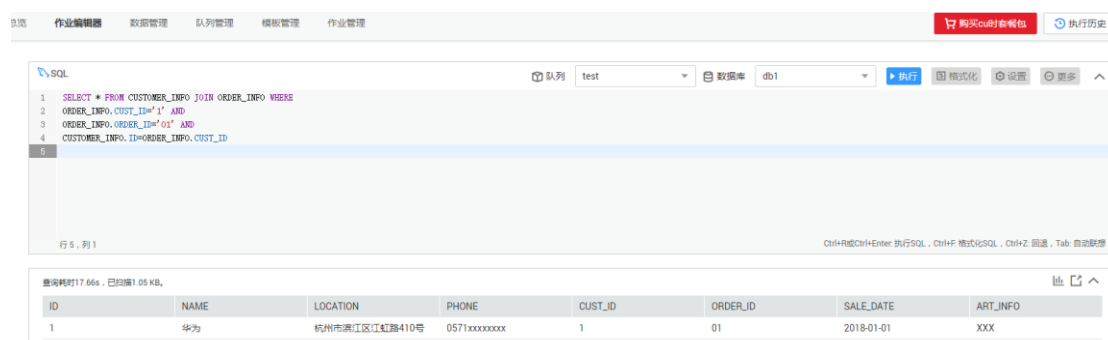 总览 作业编辑器 数据管理 队列管理 模板管理 作业管理 购买cu时套餐包 执行历史
SQL 队列 test 数据库 db1 执行 格式化 设置 更多
1 SELECT * FROM CUSTOMER_INFO JOIN ORDER_INFO WHERE
2 ORDER_INFO.CUST_ID='1' AND
3 ORDER_INFO.ORDER_ID='01' AND
4 CUSTOMER_INFO.ID=ORDER_INFO.CUST_ID
5
行 5 , 列 1 Ctrl+R或Ctrl+Enter: 执行SQL , Ctrl+F: 格式化SQL , Ctrl+Z: 回退 , Tab: 自动联想
查询耗时17.66s , 已扫描1.05 KB。
ID NAME LOCATION PHONE CUST_ID ORDER_ID SALE_DATE ART_INFO
1 华为 杭州市滨江区江虹路410号 0571xxxxxxxx 1 01 2018-01-01 XXX